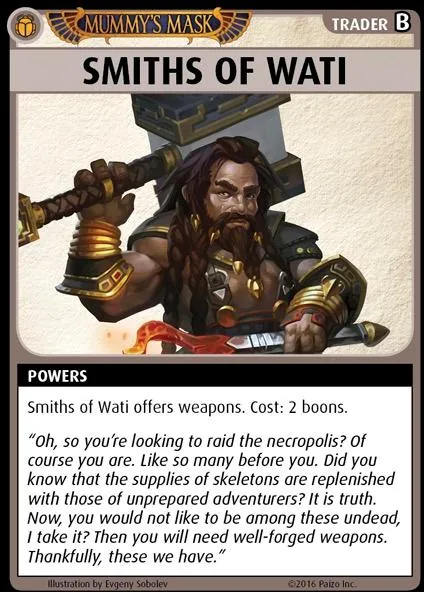 MUMMY'S MASK
TRADER B
SMITHS OF WATI
POWERS
Smiths of Wati offers weapons. Cost: 2 boons.
“Oh, so you’re looking to raid the necropolis? Of
course you are. Like so many before you. Did you
know that the supplies of skeletons are replenished
with those of unprepared adventurers? It is truth.
Now, you would not like to be among these undead,
I take it? Then you will need well-forged weapons.
Thankfully, these we have.”
Illustration by Evgeny Sobolev ©2016 Paizo Inc.